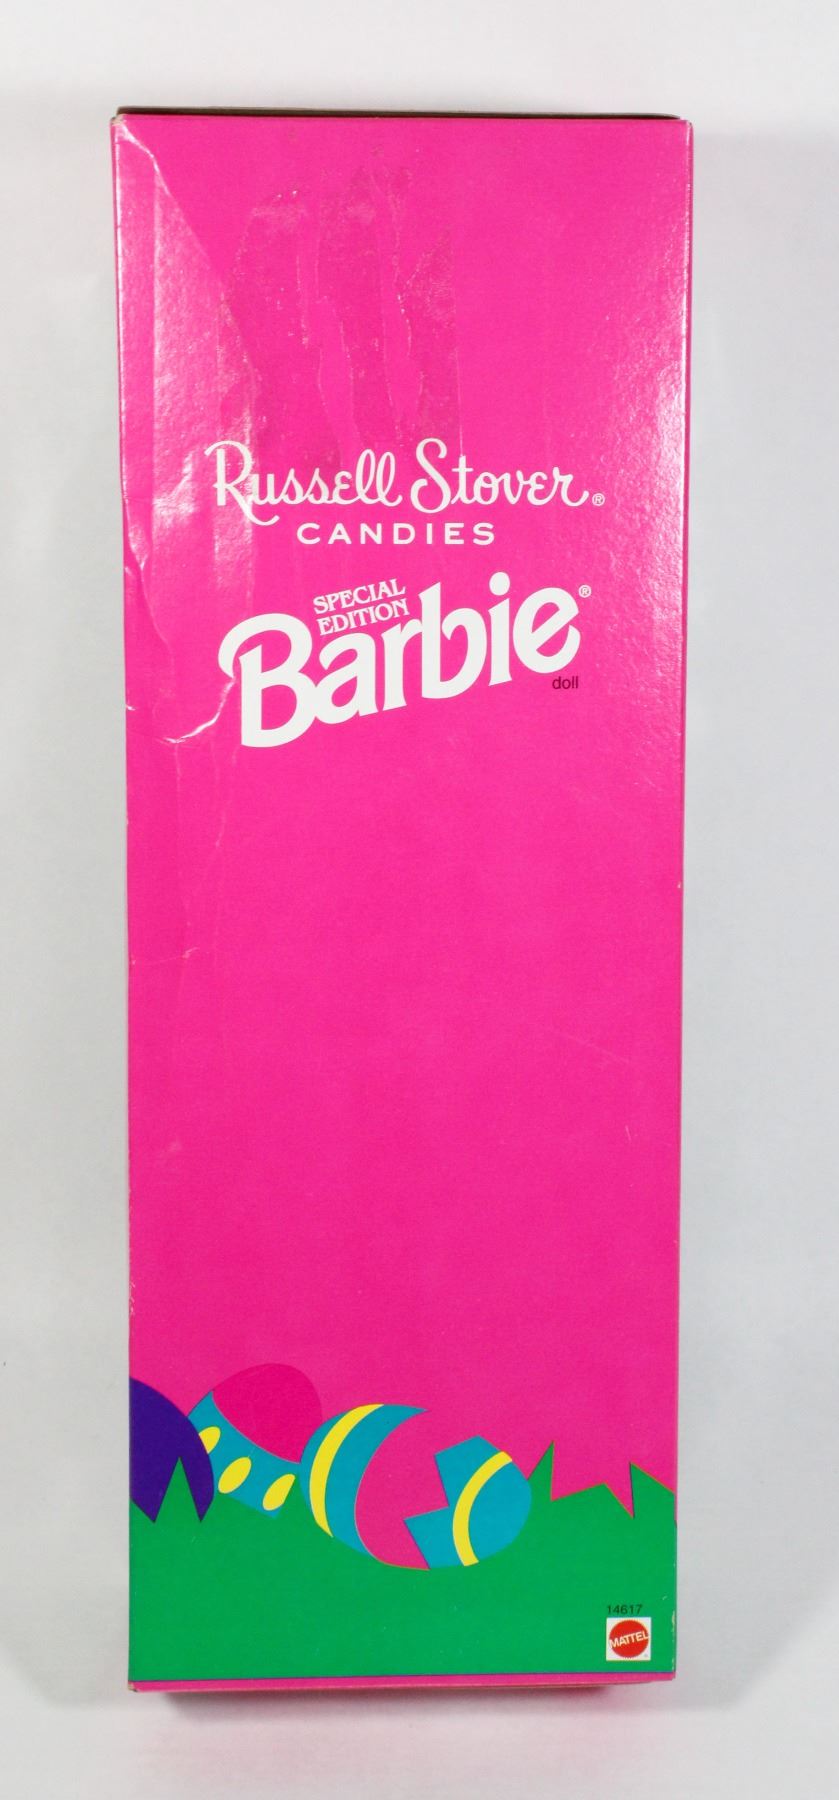 Russell Stover®
CANDIES
SPECIAL
EDITION
Barbie®
doll
14617
MATTEL